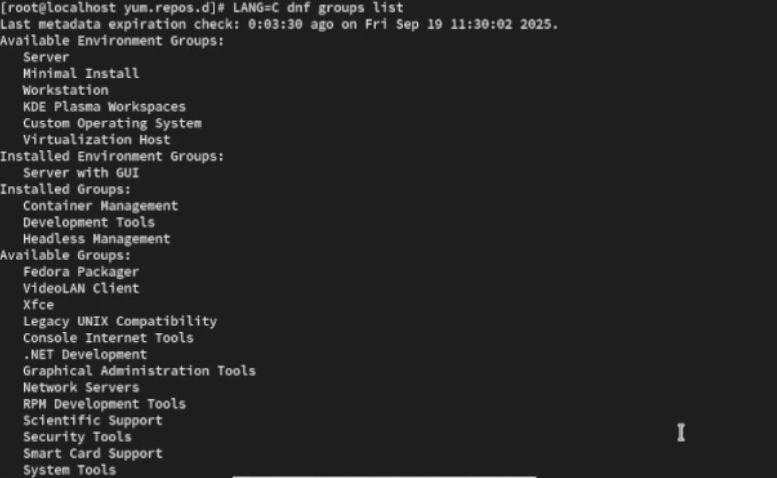 [root@localhost yum.repos.d]# LANG=C dnf groups list
Last metadata expiration check: 0:03:30 ago on Fri Sep 19 11:30:02 2025.
Available Environment Groups:
   Server
   Minimal Install
   Workstation
   KDE Plasma Workspaces
   Custom Operating System
   Virtualization Host
Installed Environment Groups:
   Server with GUI
Installed Groups:
   Container Management
   Development Tools
   Headless Management
Available Groups:
   Fedora Packager
   VideoLAN Client
   Xfce
   Legacy UNIX Compatibility
   Console Internet Tools
   .NET Development
   Graphical Administration Tools
   Network Servers
   RPM Development Tools
   Scientific Support
   Security Tools
   Smart Card Support
   System Tools